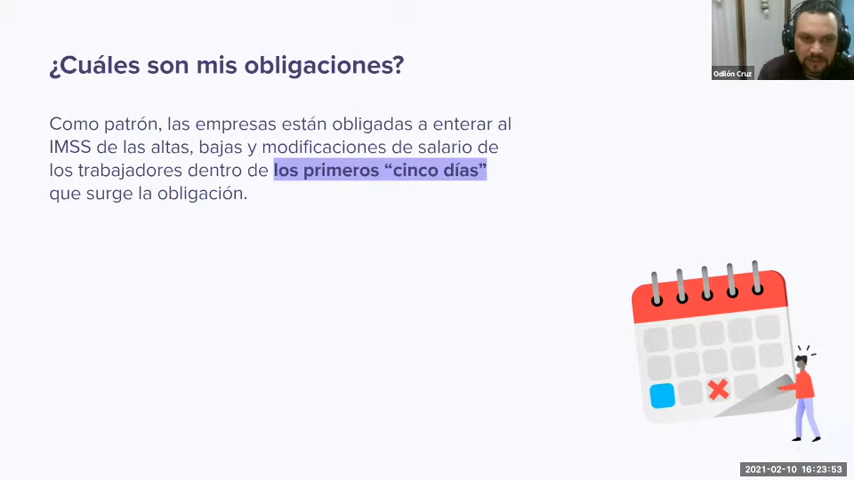 Odilón Cruz
¿Cuáles son mis obligaciones?
Como patrón, las empresas están obligadas a enterar al
IMSS de las altas, bajas y modificaciones de salario de
los trabajadores dentro de los primeros “cinco días”
que surge la obligación.
2021-02-10 16:23:53